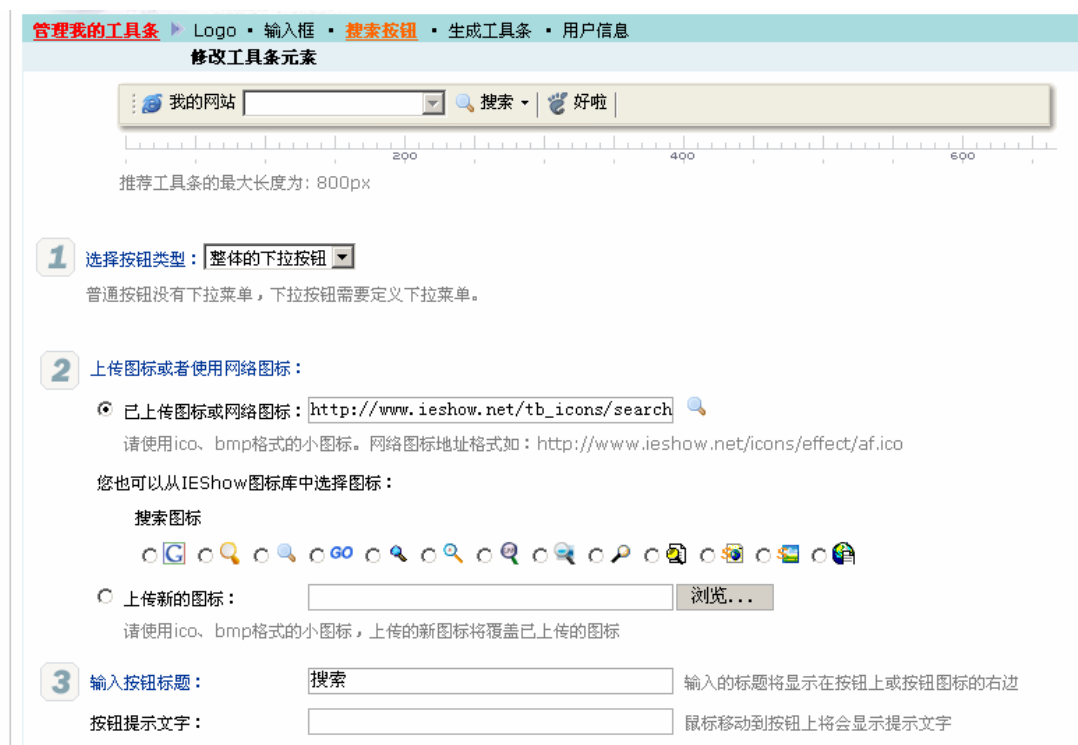 管理我的工具条 Logo ▪ 输入框 ▪ 搜索按钮 ▪ 生成工具条 ▪ 用户信息
修改工具条元素
我的网站 搜索 好啦
200 400 600
推荐工具条的最大长度为: 800px
1 选择按钮类型：整体的下拉按钮
普通按钮没有下拉菜单，下拉按钮需要定义下拉菜单。
2 上传图标或者使用网络图标：
已上传图标或网络图标：http://www.ieshow.net/tb_icons/search
请使用ico、bmp格式的小图标。网络图标地址格式如：http://www.ieshow.net/icons/effect/af.ico
您也可以从IEShow图标库中选择图标：
搜索图标
G GO
上传新的图标： 浏览...
请使用ico、bmp格式的小图标，上传的新图标将覆盖已上传的图标
3 输入按钮标题：搜索 输入的标题将显示在按钮上或按钮图标的右边
按钮提示文字： 鼠标移动到按钮上将会显示提示文字